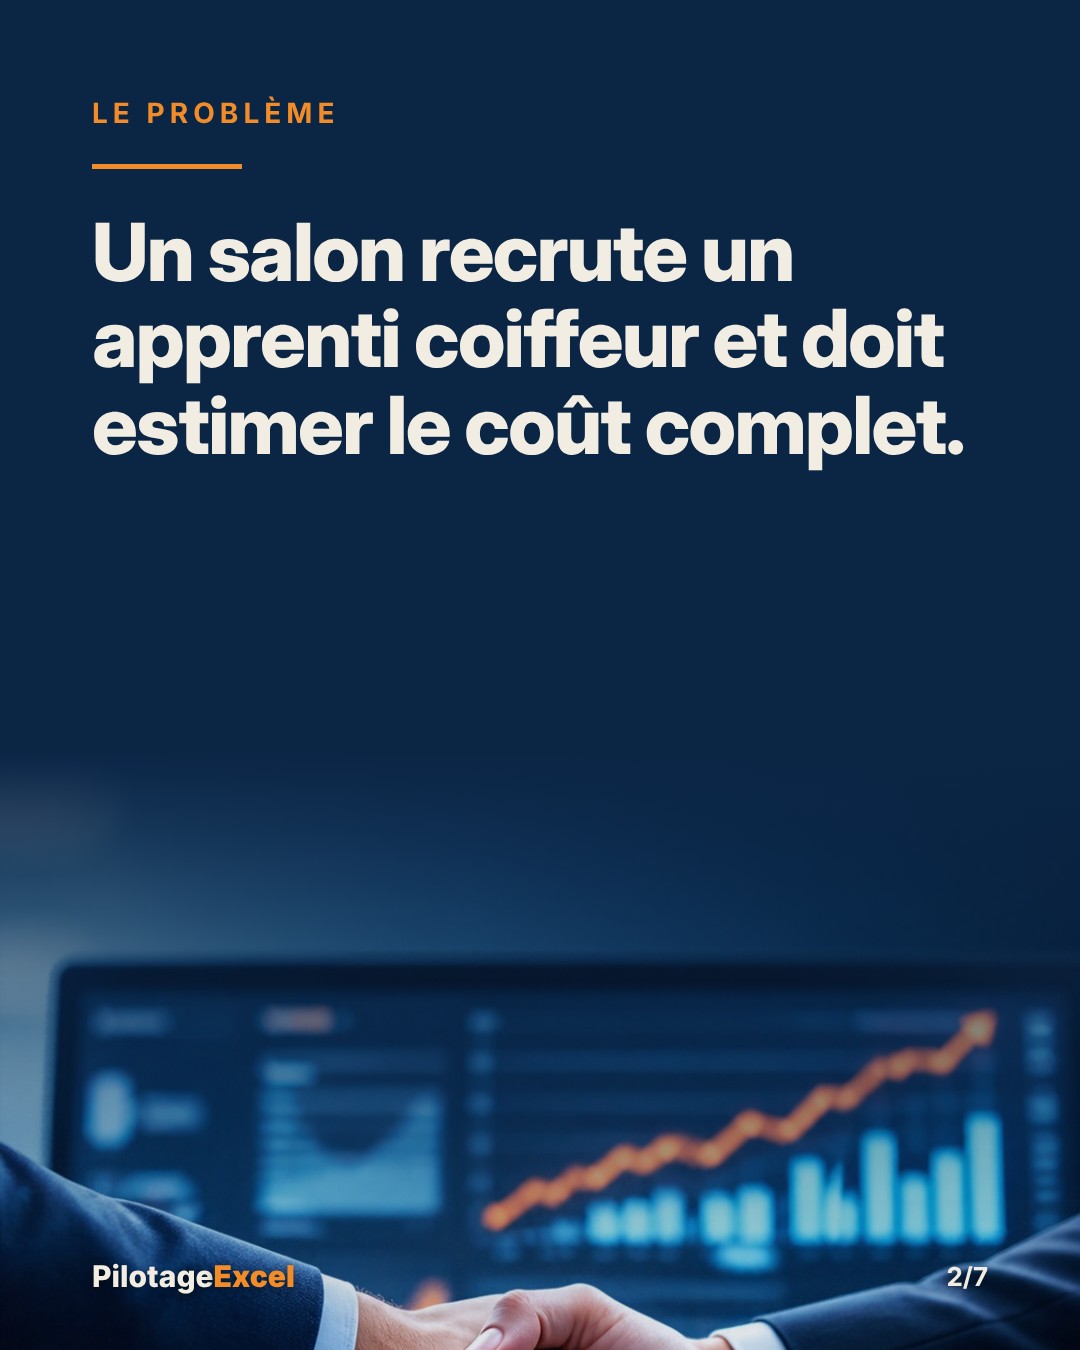 LE PROBLÈME
Un salon recrute un
apprenti coiffeur et doit
estimer le coût complet.
PilotageExcel
2/7